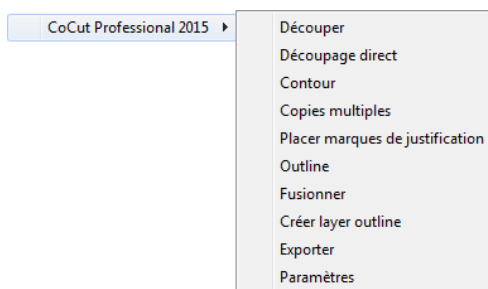 CoCut Professional 2015
Découper
Découpage direct
Contour
Copies multiples
Placer marques de justification
Outline
Fusionner
Créer layer outline
Exporter
Paramètres